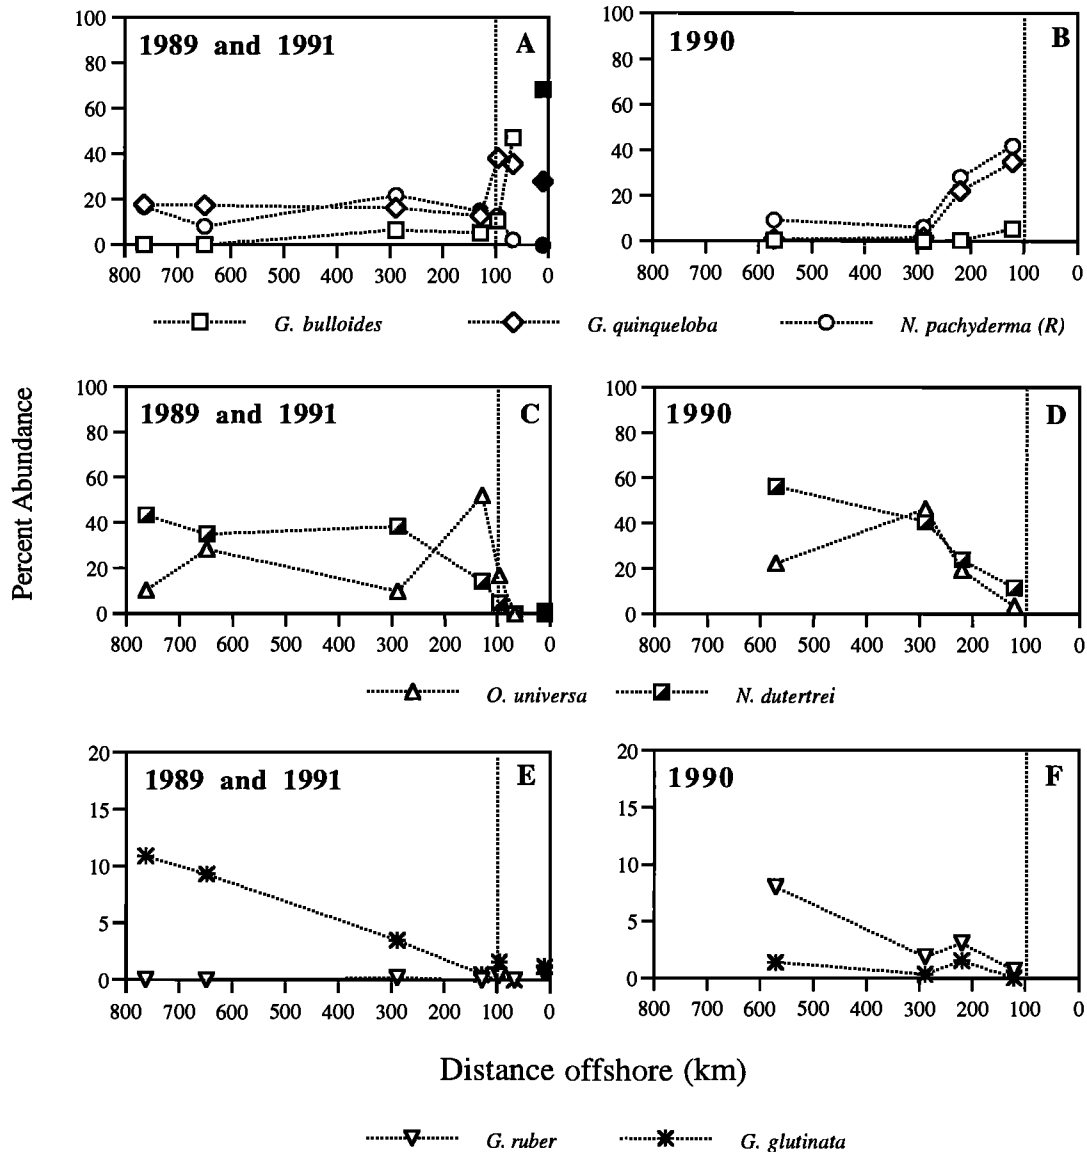 1989 and 1991 A
100
80
60
40
20
0
800 700 600 500 400 300 200 100 0
1990 B
100
80
60
40
20
0
800 700 600 500 400 300 200 100 0
G. bulloides G. quinqueloba N. pachyderma (R)
Percent Abundance
1989 and 1991 C
100
80
60
40
20
0
800 700 600 500 400 300 200 100 0
1990 D
100
80
60
40
20
0
800 700 600 500 400 300 200 100 0
O. universa N. dutertrei
1989 and 1991 E
20
15
10
5
0
800 700 600 500 400 300 200 100 0
1990 F
20
15
10
5
0
800 700 600 500 400 300 200 100 0
Distance offshore (km)
G. ruber G. glutinata